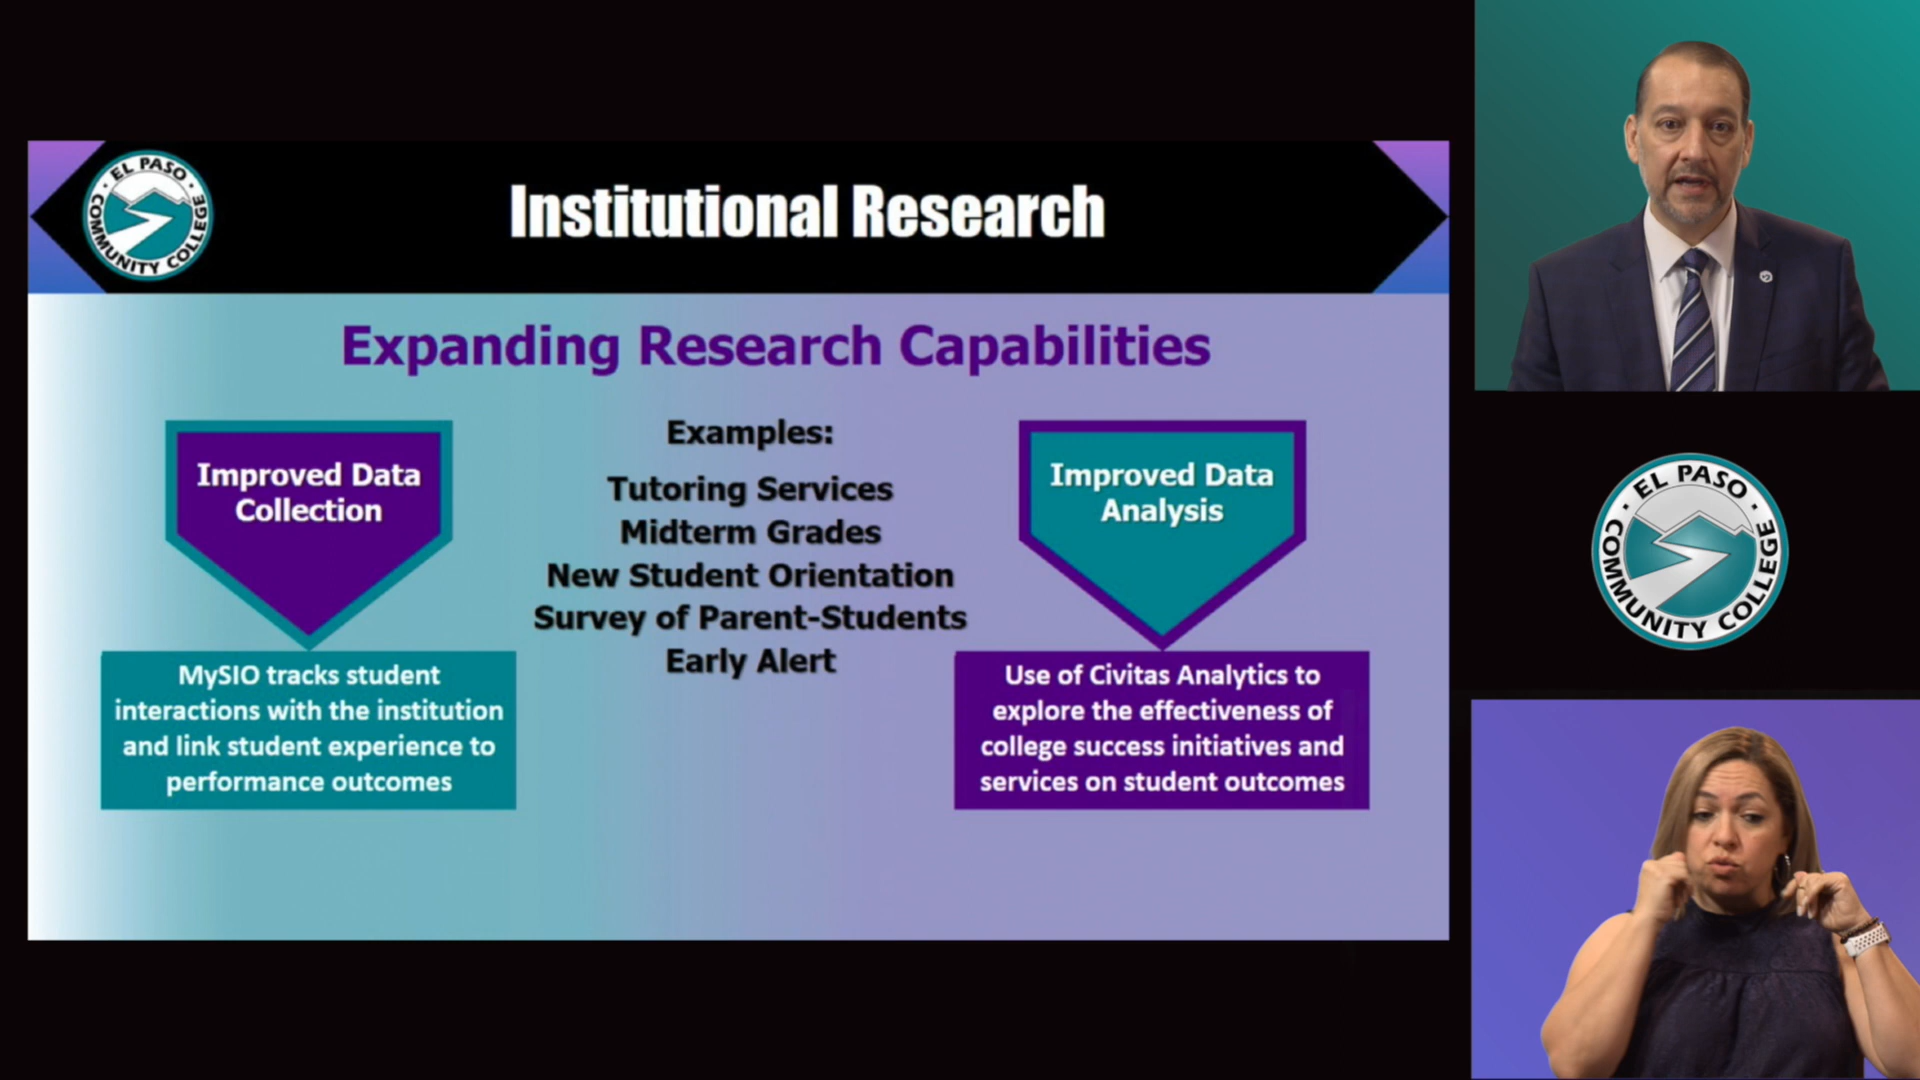 EL PASO
COMMUNITY COLLEGE
Institutional Research
Expanding Research Capabilities
Improved Data
Collection
MySIO tracks student
interactions with the institution
and link student experience to
performance outcomes
Examples:
Tutoring Services
Midterm Grades
New Student Orientation
Survey of Parent-Students
Early Alert
Improved Data
Analysis
Use of Civitas Analytics to
explore the effectiveness of
college success initiatives and
services on student outcomes
EL PASO
COMMUNITY COLLEGE